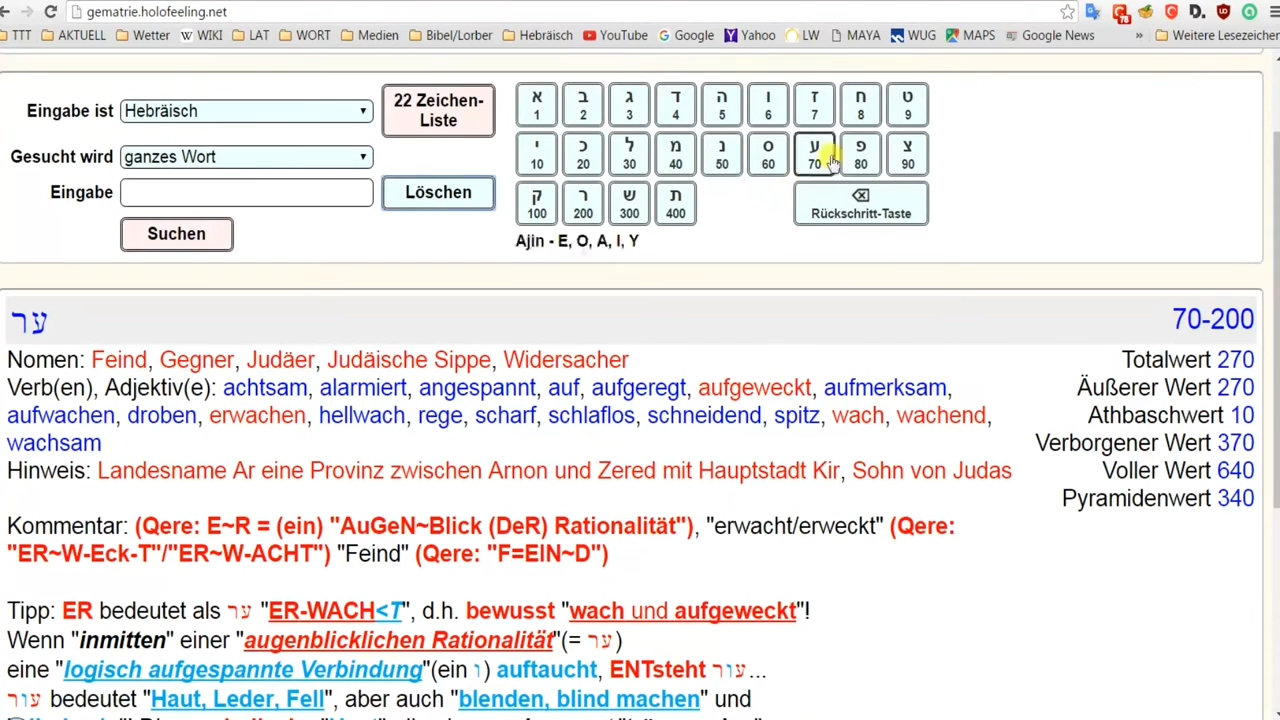 gematrie.holofeeling.net
TTT AKTUELL Wetter WIKI LAT WORT Medien Bibel/Lorber Hebräisch YouTube Google Yahoo LW MAYA WUG MAPS Google News » Weitere Lesezeichen
Eingabe ist Hebräisch
Gesucht wird ganzes Wort
Eingabe
Suchen
22 Zeichen-
Liste
Löschen
א ב ג ד ה ו ז ח ט
1 2 3 4 5 6 7 8 9
י כ ל מ נ ס ע פ צ
10 20 30 40 50 60 70 80 90
ק ר ש ת
100 200 300 400 Rückschritt-Taste
Ajin - E, O, A, I, Y
ער 70-200
Nomen: Feind, Gegner, Judäer, Judäische Sippe, Widersacher
Verb(en), Adjektiv(e): achtsam, alarmiert, angespannt, auf, aufgeregt, aufgeweckt, aufmerksam,
aufwachen, droben, erwachen, hellwach, rege, scharf, schlaflos, schneidend, spitz, wach, wachend,
wachsam
Hinweis: Landesname Ar eine Provinz zwischen Arnon und Zered mit Hauptstadt Kir, Sohn von Judas
Totalwert 270
Äußerer Wert 270
Athbaschwert 10
Verborgener Wert 370
Voller Wert 640
Pyramidenwert 340
Kommentar: (Qere: E~R = (ein) "AuGeN~Blick (DeR) Rationalität"), "erwacht/erweckt" (Qere:
"ER~W-Eck-T"/"ER~W-ACHT") "Feind" (Qere: "F=EIN~D")
Tipp: ER bedeutet als ער "ER-WACH<T", d.h. bewusst "wach und aufgeweckt"!
Wenn "inmitten" einer "augenblicklichen Rationalität"(= ער)
eine "logisch aufgespannte Verbindung"(ein ו) auftaucht, ENTsteht עור...
עור bedeutet "Haut, Leder, Fell", aber auch "blenden, blind machen" und